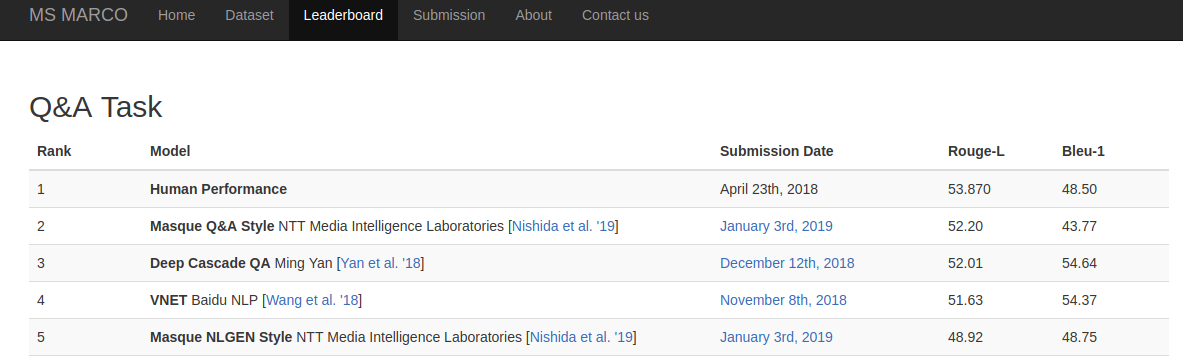 MS MARCO Home Dataset Leaderboard Submission About Contact us
Q&A Task
Rank Model Submission Date Rouge-L Bleu-1
1 Human Performance April 23th, 2018 53.870 48.50
2 Masque Q&A Style NTT Media Intelligence Laboratories [Nishida et al. '19] January 3rd, 2019 52.20 43.77
3 Deep Cascade QA Ming Yan [Yan et al. '18] December 12th, 2018 52.01 54.64
4 VNET Baidu NLP [Wang et al. '18] November 8th, 2018 51.63 54.37
5 Masque NLGEN Style NTT Media Intelligence Laboratories [Nishida et al. '19] January 3rd, 2019 48.92 48.75